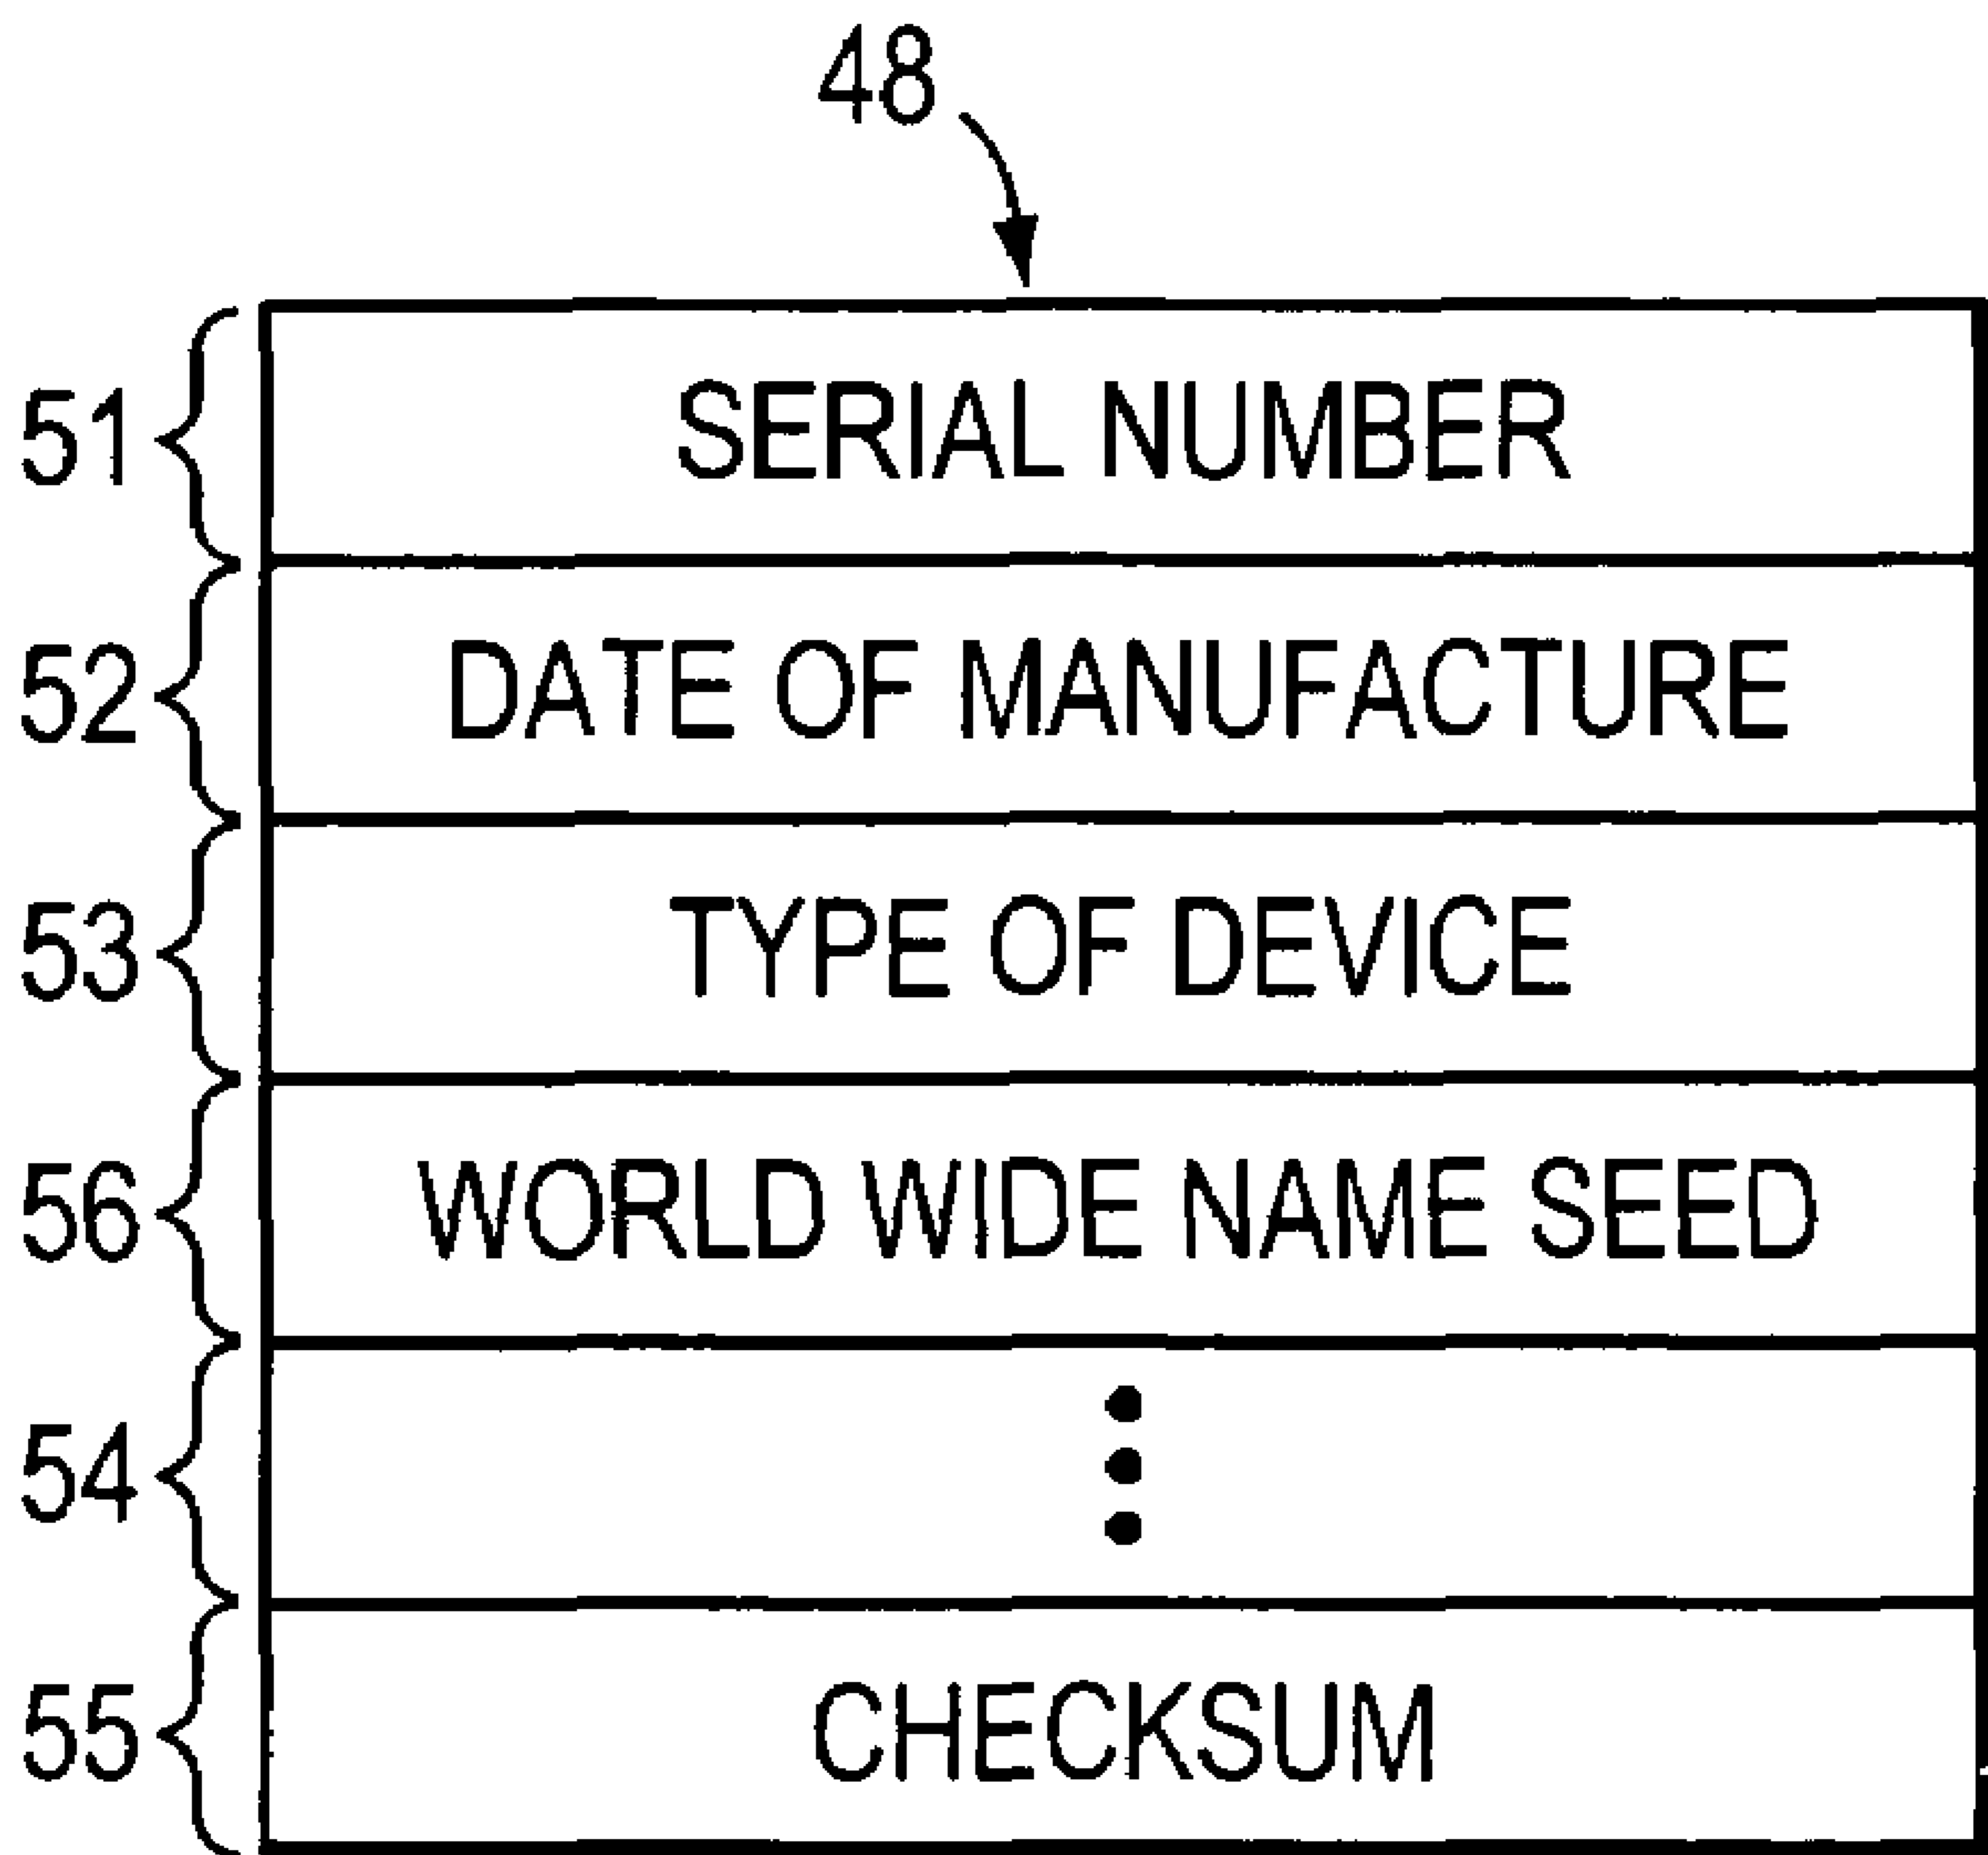 48
51 SERIAL NUMBER
52 DATE OF MANUFACTURE
53 TYPE OF DEVICE
56 WORLD WIDE NAME SEED
54
55 CHECKSUM